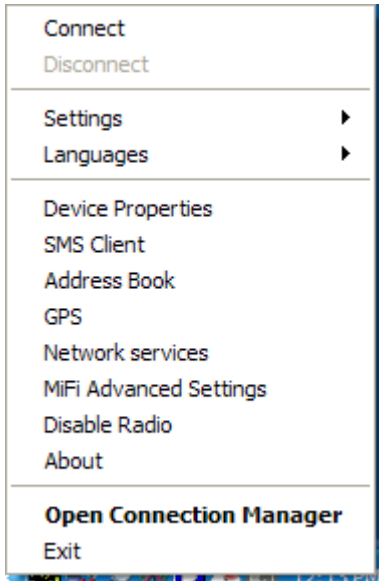 Connect
Disconnect
Settings
Languages
Device Properties
SMS Client
Address Book
GPS
Network services
MiFi Advanced Settings
Disable Radio
About
Open Connection Manager
Exit